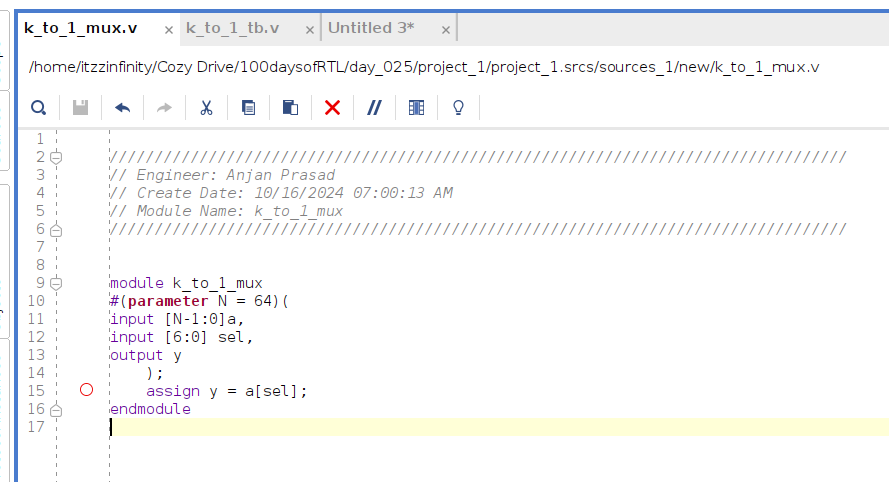 k_to_1_mux.v × k_to_1_tb.v × Untitled 3* ×
/home/itzzinfinity/Cozy Drive/100daysofRTL/day_025/project_1/project_1.srcs/sources_1/new/k_to_1_mux.v
1
2 //////////////////////////////////////////////////////////////////////////////////
3 // Engineer: Anjan Prasad
4 // Create Date: 10/16/2024 07:00:13 AM
5 // Module Name: k_to_1_mux
6 //////////////////////////////////////////////////////////////////////////////////
7
8
9 module k_to_1_mux
10 #(parameter N = 64)(
11 input [N-1:0]a,
12 input [6:0] sel,
13 output y
14     );
15     assign y = a[sel];
16 endmodule
17